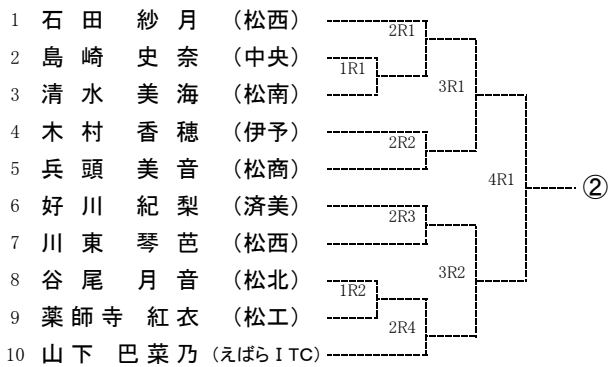 1 石田 紗月 (松西)
2R1
2 島崎 史奈 (中央)
1R1
3 清水 美海 (松南)
3R1
4 木村 香穂 (伊予)
2R2
5 兵頭 美音 (松商)
4R1
②
6 好川 紀梨 (済美)
2R3
7 川東 琴芭 (松西)
3R2
8 谷尾 月音 (松北)
1R2
9 薬師寺 紅衣 (松工)
2R4
10 山下 巴菜乃 (えばらITC)